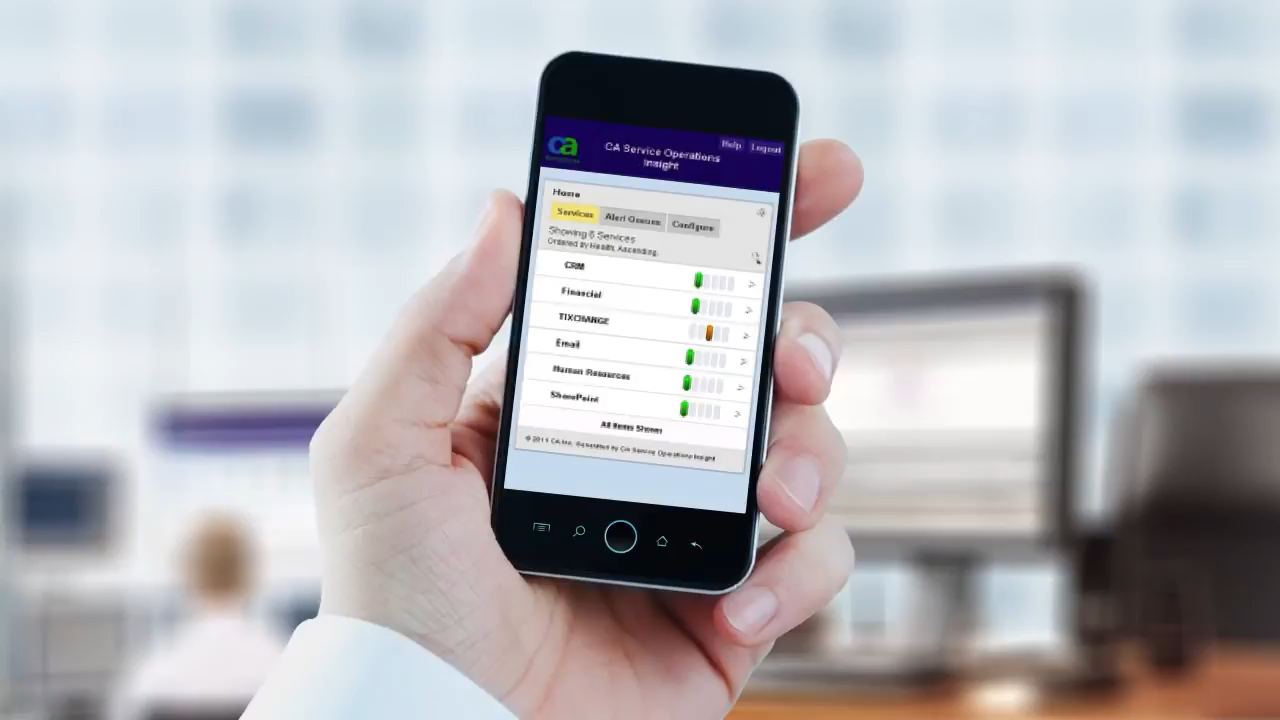 ca
Help Logout
CA Service Operations
Insight
Home
Services Alert Queues Configure
Showing 6 Services
Ordered by Health, Ascending.
CRM >
Financial >
TIXCHANGE >
Email >
Human Resources >
SharePoint >
All Items Shown
© 2011 CA Inc. Generated by CA Service Operations Insight